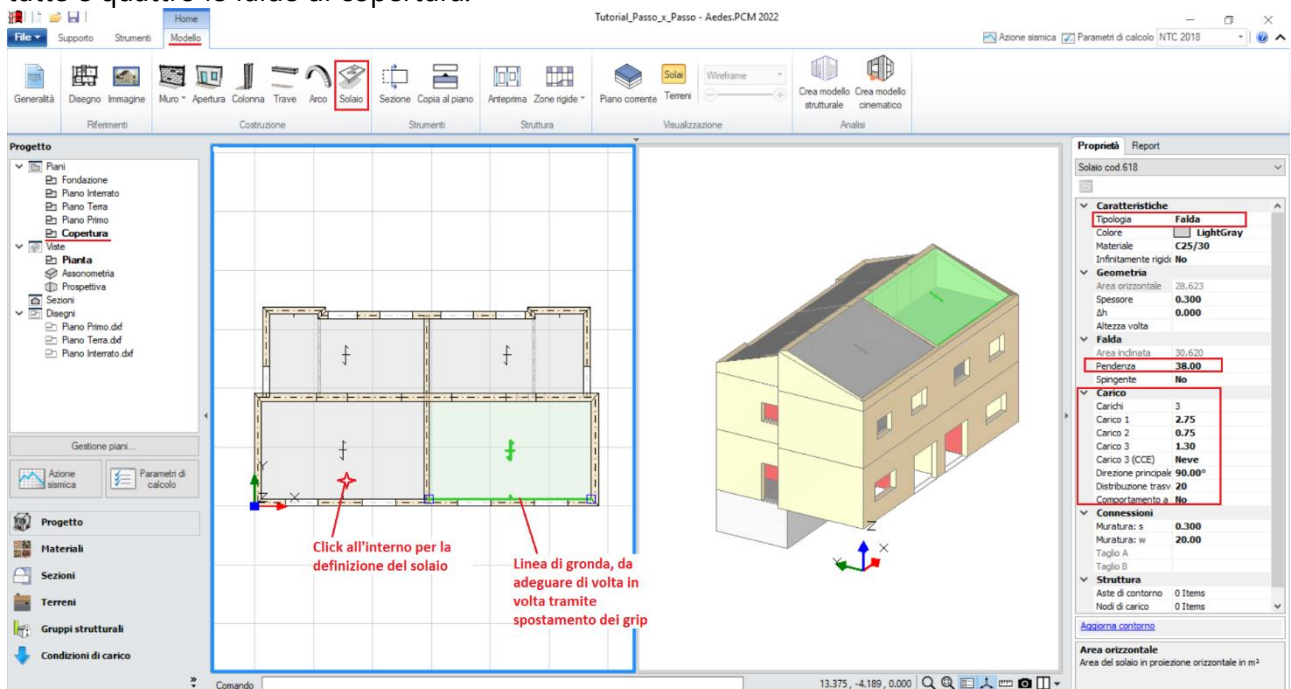 tutte e quattro le falde di copertura.
Home
Tutorial_Passo_x_Passo - Aedes.PCM 2022
File Supporto Strumenti Modello
Azione sismica Parametri di calcolo NTC 2018
Generalità Disegno Immagine Muro Apertura Colonna Trave Arco Solaio Sezione Copia al piano Anteprima Zone rigide Piano corrente Solai Terreni Wireframe Crea modello strutturale Crea modello cinematico
Riferimenti Costruzione Strumenti Struttura Visualizzazione Analisi
Progetto
Piani
Fondazione
Piano Interrato
Piano Terra
Piano Primo
Copertura
Viste
Pianta
Assonometria
Prospettiva
Sezioni
Disegni
Piano Primo.dxf
Piano Terra.dxf
Piano Interrato.dxf
Gestione piani...
Azione sismica
Parametri di calcolo
Progetto
Materiali
Sezioni
Terreni
Gruppi strutturali
Condizioni di carico
Y
Z X
Click all'interno per la
definizione del solaio
Linea di gronda, da
adeguare di volta in
volta tramite
spostamento dei grip
Z
X
Comando
13.375 , -4.189 , 0.000
Proprietà Report
Solaio cod.618
Caratteristiche
Tipologia Falda
Colore LightGray
Materiale C25/30
Infinitamente rigido No
Geometria
Area orizzontale 28.623
Spessore 0.300
Δh 0.000
Altezza volta
Falda
Area inclinata 30.620
Pendenza 38.00
Spingente No
Carico
Carichi 3
Carico 1 2.75
Carico 2 0.75
Carico 3 1.30
Carico 3 (CCE) Neve
Direzione principale 90.00°
Distribuzione trasv 20
Comportamento a No
Connessioni
Muratura: s 0.300
Muratura: w 20.00
Taglio A
Taglio B
Struttura
Aste di contorno 0 Items
Nodi di carico 0 Items
Aggiorna contorno
Area orizzontale
Area del solaio in proiezione orizzontale in m²